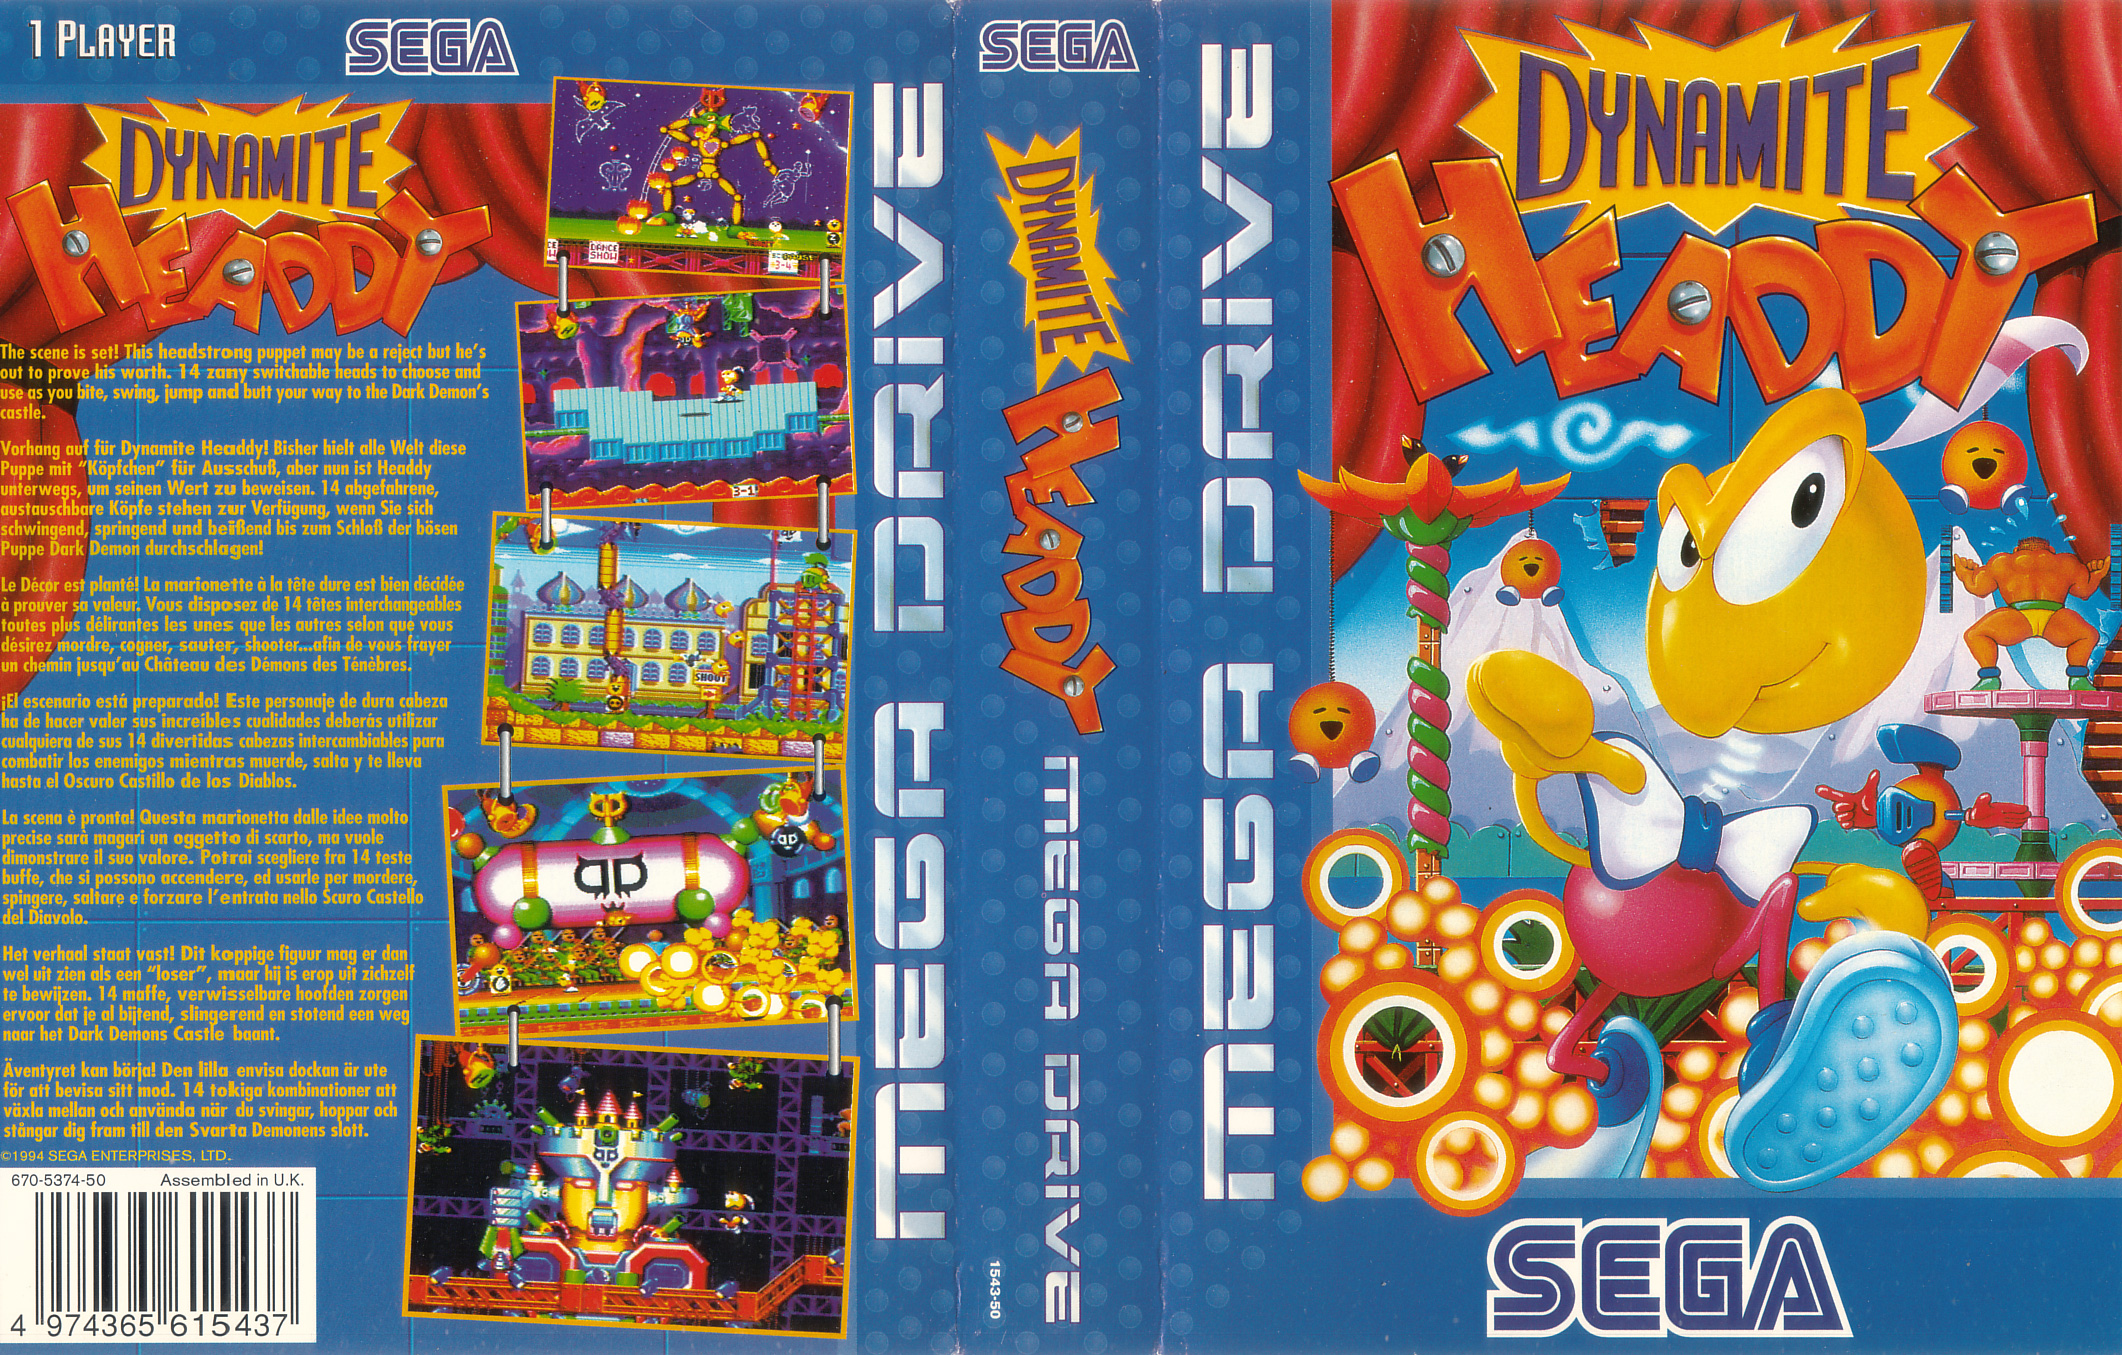 1 PLAYER
SEGA
DYNAMITE
HEADDY
The scene is set! This headstrong puppet may be a reject but he's
out to prove his worth. 14 zany switchable heads to choose and
use as you bite, swing, jump and butt your way to the Dark Demon's
castle.
Vorhang auf für Dynamite Headdy! Bisher hielt alle Welt diese
Puppe mit "Köpfchen" für Ausschuß, aber nun ist Headdy
unterwegs, um seinen Wert zu beweisen. 14 abgefahrene,
austauschbare Köpfe stehen zur Verfügung, wenn Sie sich
schwingend, springend und beißend bis zum Schloß der bösen
Puppe Dark Demon durchschlagen!
Le Décor est planté! La marionette à la tête dure est bien décidée
à prouver sa valeur. Vous disposez de 14 têtes interchangeables
toutes plus délirantes les unes que les autres selon que vous
désirez mordre, cogner, sauter, shooter...afin de vous frayer
un chemin jusqu'au Château des Démons des Ténèbres.
¡El escenario está preparado! Este personaje de dura cabeza
ha de hacer valer sus increíbles cualidades deberás utilizar
cualquiera de sus 14 divertidas cabezas intercambiables para
combatir los enemigos mientras muerde, salta y te lleva
hasta el Oscuro Castillo de los Diablos.
La scena è pronta! Questa marionetta dalle idee molto
precise sarà magari un oggetto di scarto, ma vuole
dimonstrare il suo valore. Potrai scegliere fra 14 teste
buffe, che si possono accendere, ed usarle per mordere,
spingere, saltare e forzare l'entrata nello Scuro Castello
del Diavolo.
Het verhaal staat vast! Dit koppige figuur mag er dan
wel uit zien als een "loser", maar hij is erop uit zichzelf
te bewijzen. 14 maffe, verwisselbare hoofden zorgen
ervoor dat je al bijtend, slingerend en stotend een weg
naar het Dark Demons Castle baant.
Äventyret kan börja! Den lilla envisa dockan är ute
för att bevisa sitt mod. 14 tokiga kombinationer att
växla mellan och använda när du svingar, hoppar och
stångar dig fram till den Svarta Demonens slott.
©1994 SEGA ENTERPRISES, LTD.
670-5374-50 Assembled in U.K.
4 974365 615437
DANCE
SHOW
3-4
3-1
SHOOT
MEGA DRIVE
SEGA
DYNAMITE
HEADDY
MEGA DRIVE
1543-50
MEGA DRIVE
DYNAMITE
HEADDY
SEGA